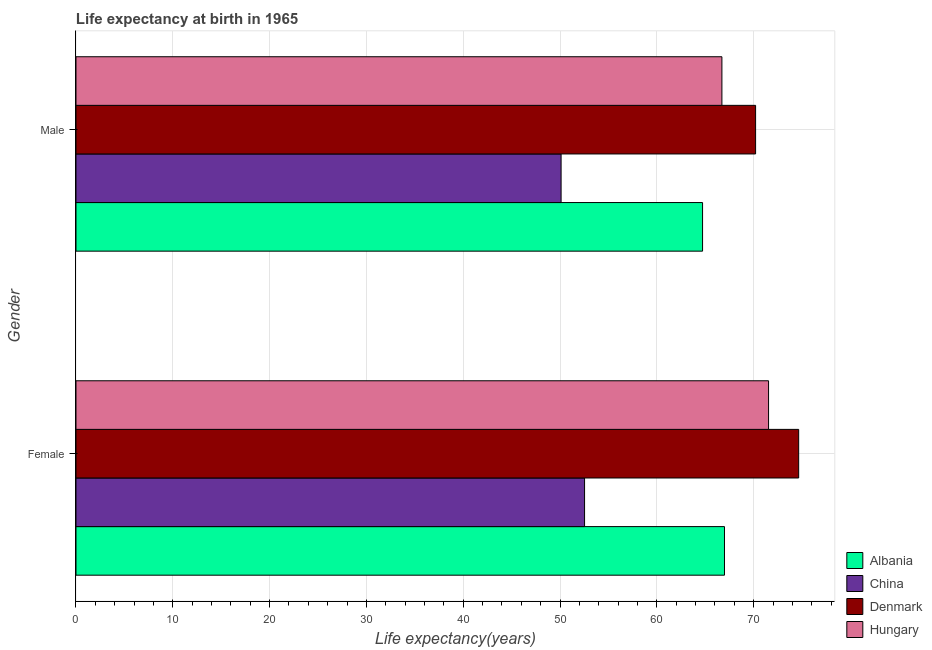 Life expectancy at birth in 1965
Male
Female
Gender
0 10 20 30 40 50 60 70
Life expectancy(years)
Albania
China
Denmark
Hungary